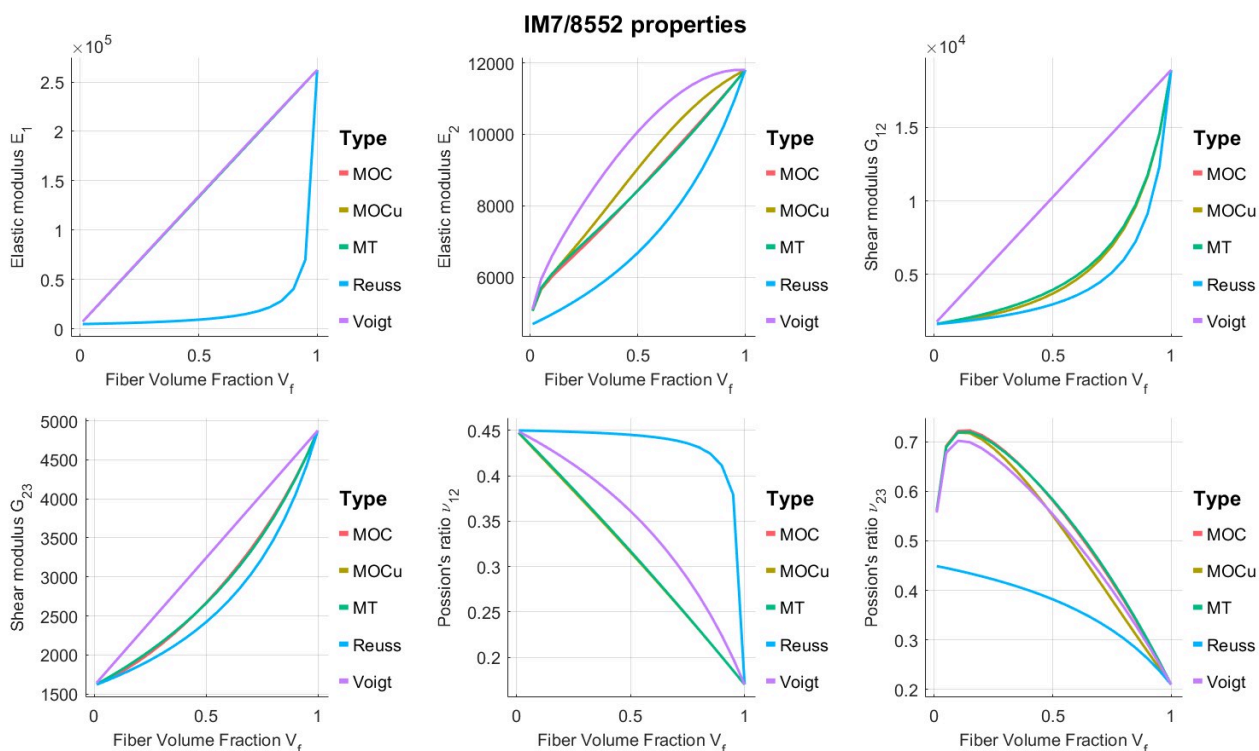 IM7/8552 properties
×10^5
Elastic modulus E_1
2.5
2
1.5
1
0.5
0
0
0.5
1
Fiber Volume Fraction V_f
Type
MOC
MOCu
MT
Reuss
Voigt
Elastic modulus E_2
12000
10000
8000
6000
0
0.5
1
Fiber Volume Fraction V_f
Type
MOC
MOCu
MT
Reuss
Voigt
×10^4
Shear modulus G_12
1.5
1
0.5
0
0.5
1
Fiber Volume Fraction V_f
Type
MOC
MOCu
MT
Reuss
Voigt
Shear modulus G_23
5000
4500
4000
3500
3000
2500
2000
1500
0
0.5
1
Fiber Volume Fraction V_f
Type
MOC
MOCu
MT
Reuss
Voigt
Possion's ratio ν_12
0.45
0.4
0.35
0.3
0.25
0.2
0
0.5
1
Fiber Volume Fraction V_f
Type
MOC
MOCu
MT
Reuss
Voigt
Possion's ratio ν_23
0.7
0.6
0.5
0.4
0.3
0.2
0
0.5
1
Fiber Volume Fraction V_f
Type
MOC
MOCu
MT
Reuss
Voigt